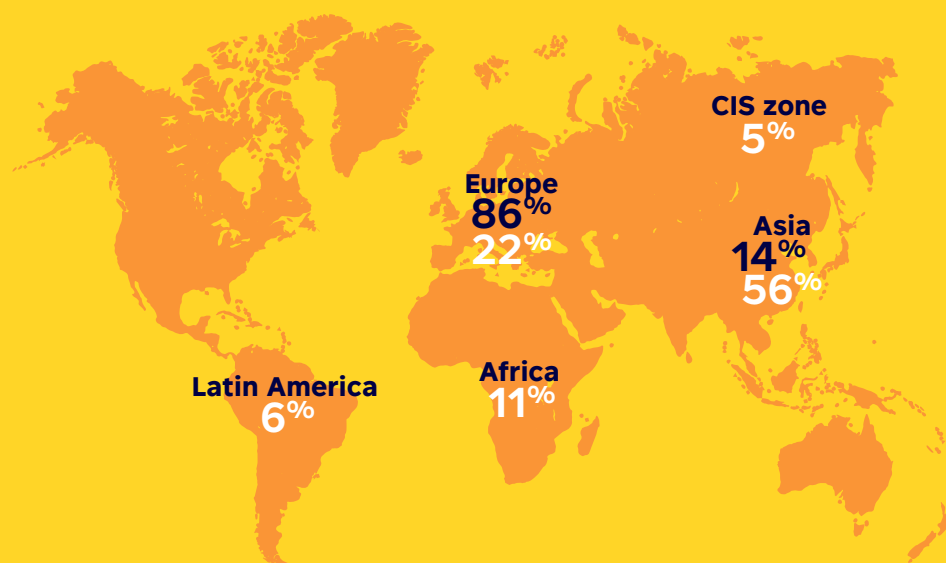 CIS zone
5%
Europe
86%
22%
Asia
14%
56%
Latin America
6%
Africa
11%